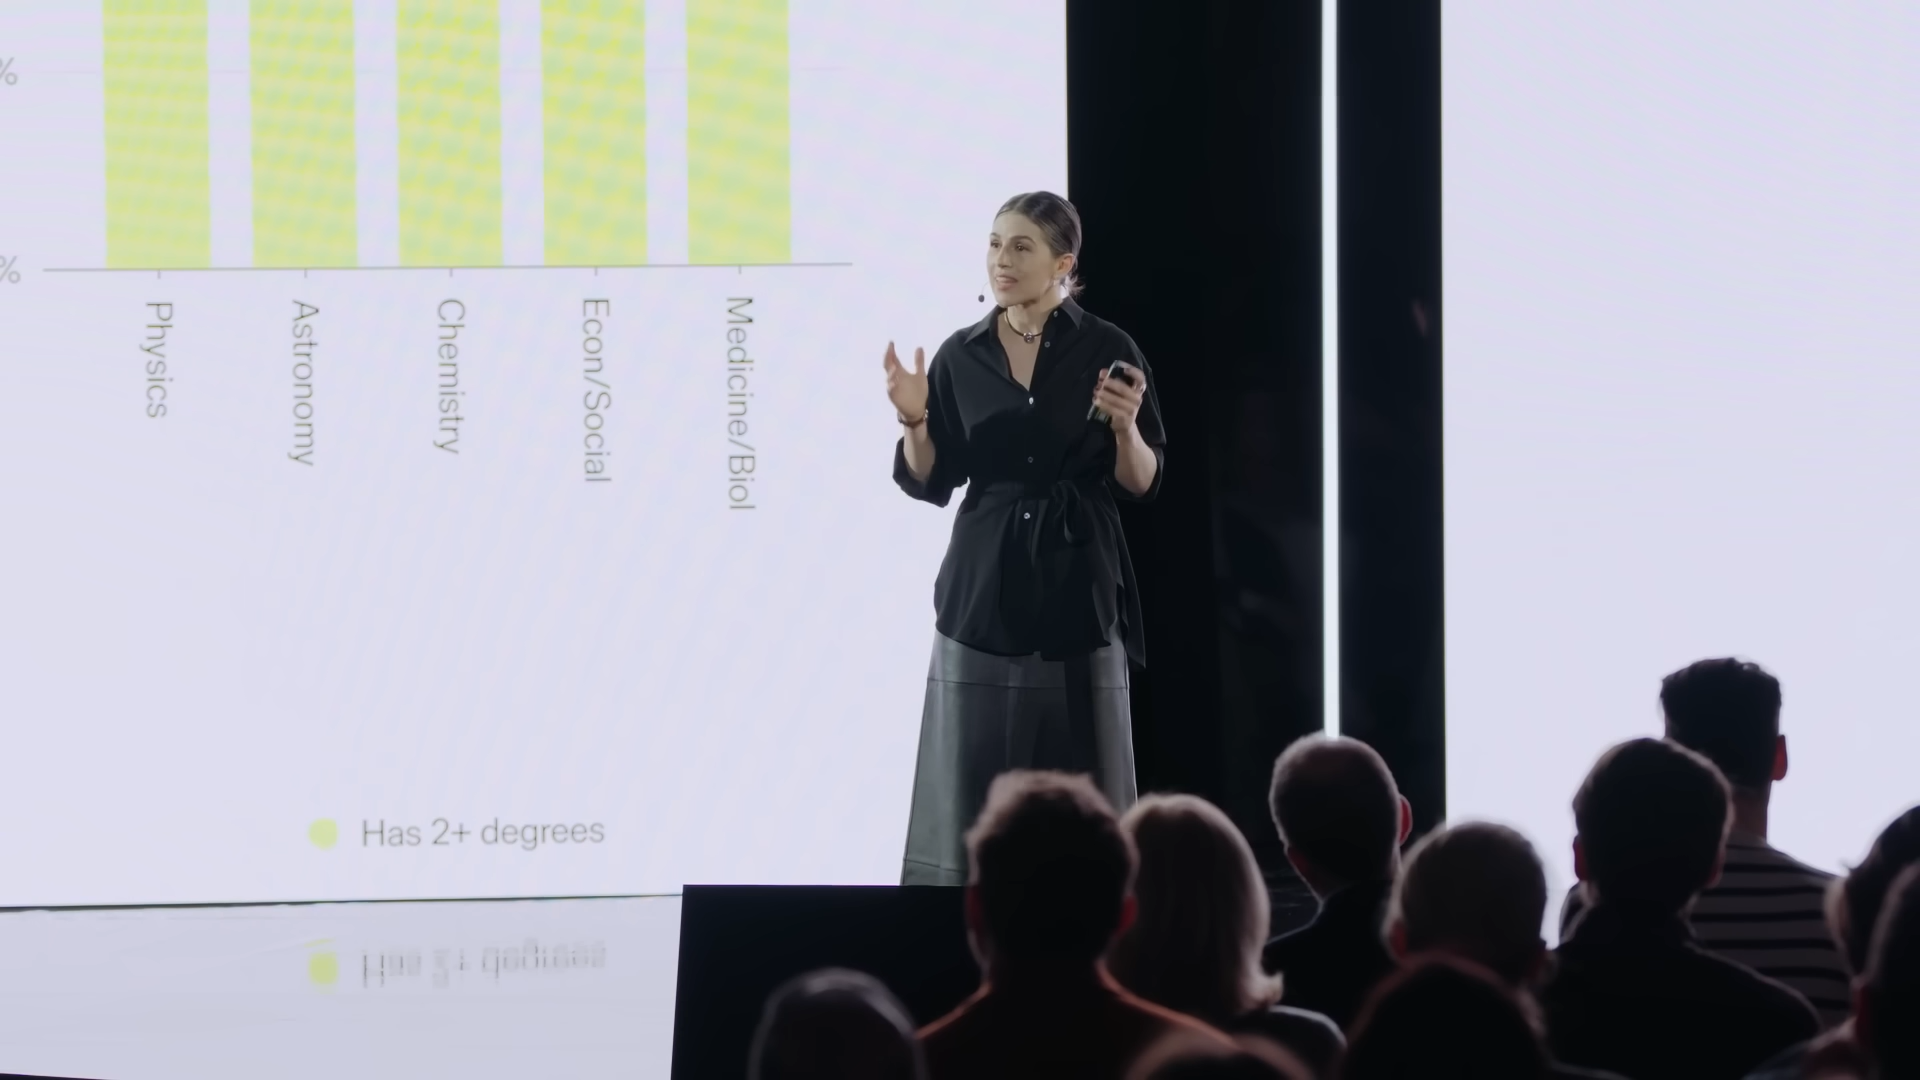 %
%
Physics
Astronomy
Chemistry
Econ/Social
Medicine/Biol
Has 2+ degrees